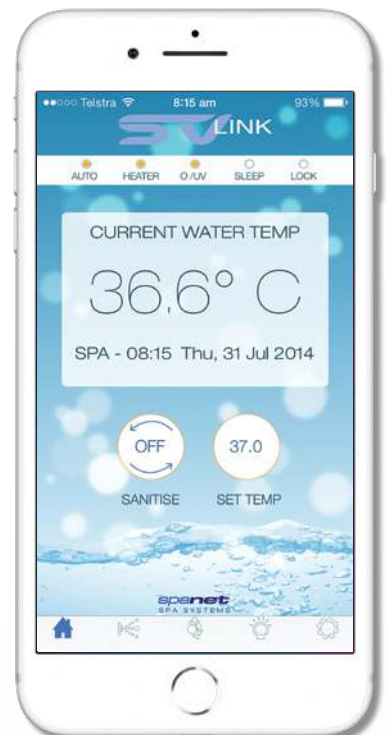 Telstra 8:15 am 93%
SV LINK
AUTO HEATER O /UV SLEEP LOCK
CURRENT WATER TEMP
36.6° C
SPA - 08:15 Thu, 31 Jul 2014
OFF 37.0
SANITISE SET TEMP
spanet
SPA SYSTEMS